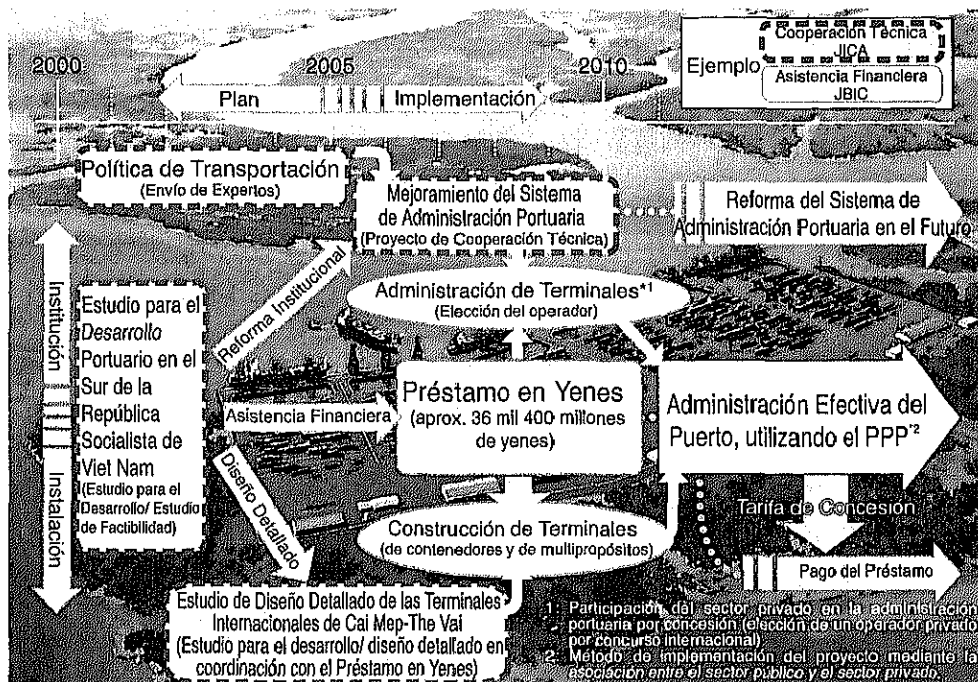 2000
2005
2010
Plan
Implementación
Ejemplo
Cooperación Técnica
JICA
Asistencia Financiera
JBIC
Política de Transportación
(Envío de Expertos)
Mejoramiento del Sistema
de Administración Portuaria
(Proyecto de Cooperación Técnica)
Reforma del Sistema de
Administración Portuaria en el Futuro
Institución
Instalación
Estudio para el
Desarrollo
Portuario en el
Sur de la
República
Socialista de
Viet Nam
(Estudio para el
Desarrollo/ Estudio
de Factibilidad)
Reforma Institucional
Asistencia Financiera
Diseño Detallado
Administración de Terminales*1
(Elección del operador)
Préstamo en Yenes
(aprox. 36 mil 400 millones
de yenes)
Administración Efectiva del
Puerto, utilizando el PPP*2
Construcción de Terminales
(de contenedores y de multipropósitos)
Tarifa de Concesión
Pago del Préstamo
Estudio de Diseño Detallado de las Terminales
Internacionales de Cai Mep-The Vai
(Estudio para el desarrollo/ diseño detallado en
coordinación con el Préstamo en Yenes)
1. Participación del sector privado en la administración
portuaria por concesión (elección de un operador privado
por concurso internacional)
2. Método de implementación del proyecto mediante la
asociación entre el sector público y el sector privado.